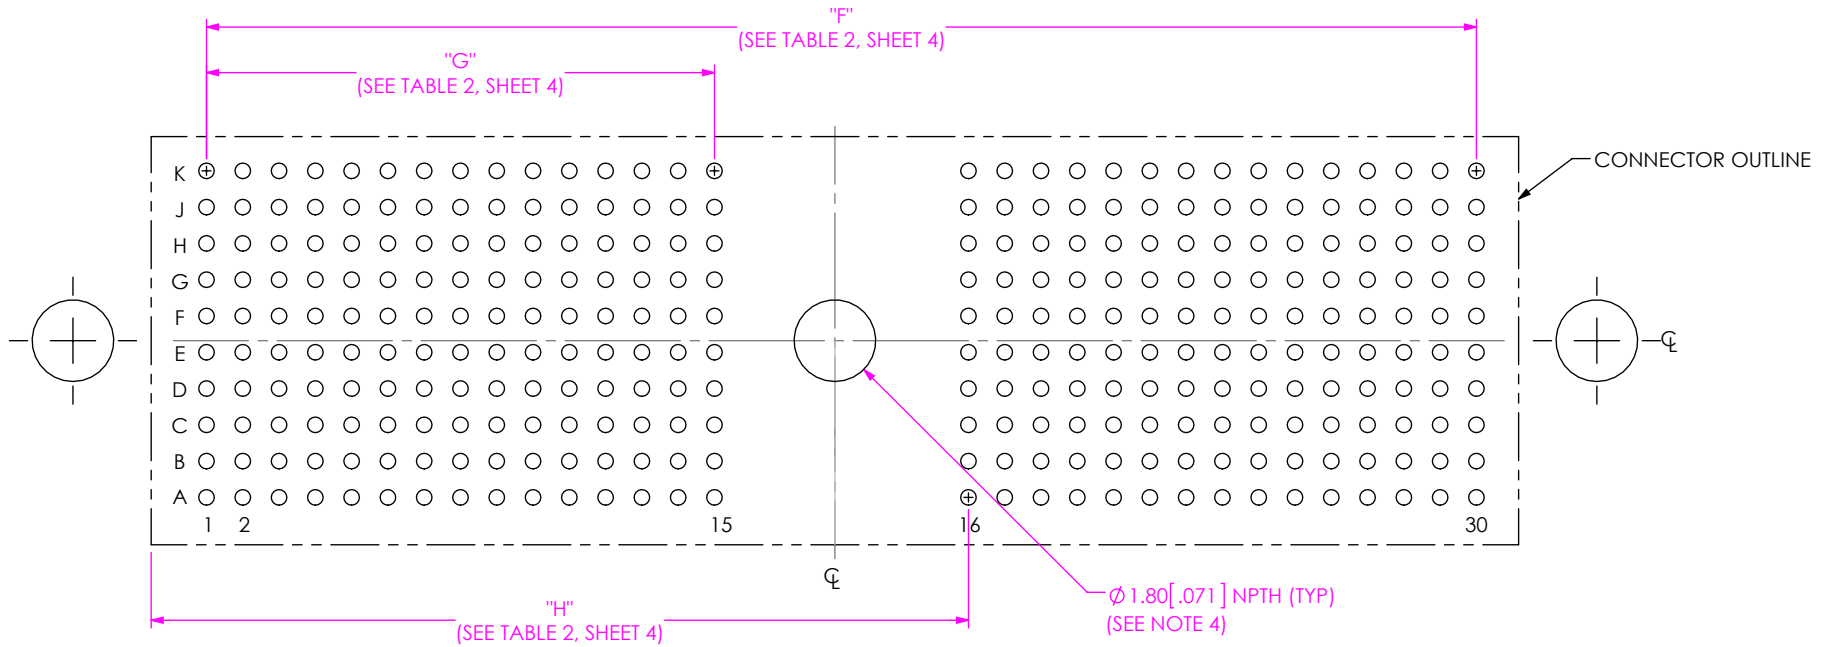 "F"
(SEE TABLE 2, SHEET 4)
"G"
(SEE TABLE 2, SHEET 4)
CONNECTOR OUTLINE
K
J
H
G
F
E
D
C
B
A
1 2 15 16 30
℄
℄
"H"
(SEE TABLE 2, SHEET 4)
Ø 1.80[.071] NPTH (TYP)
(SEE NOTE 4)